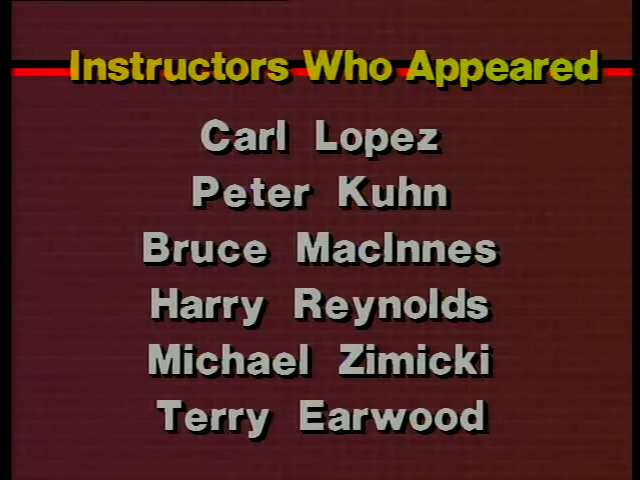 Instructors Who Appeared
Carl Lopez
Peter Kuhn
Bruce MacInnes
Harry Reynolds
Michael Zimicki
Terry Earwood